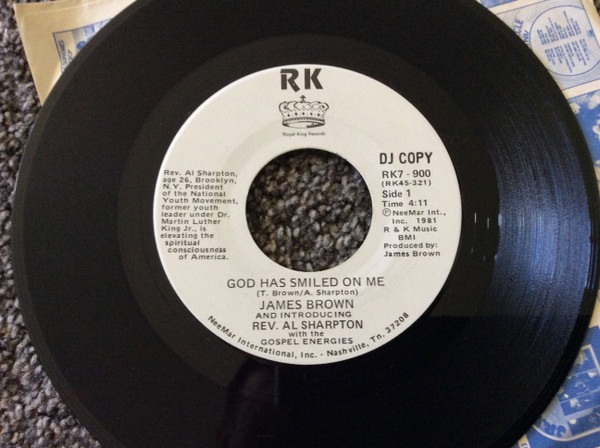 RK
Royal King Records
Rev. Al Sharpton,
age 26, Brooklyn,
N.Y. President
of the National
Youth Movement,
former youth
leader under Dr.
Martin Luther
King Jr., is
elevating the
spiritual
consciousness
of America.
DJ COPY
RK7-900
(RK45-321)
Side 1
Time 4:11
Ⓟ NeeMar Int.,
Inc. 1981
R & K Music
BMI
Produced by:
James Brown
GOD HAS SMILED ON ME
(T. Brown/A. Sharpton)
JAMES BROWN
AND INTRODUCING
REV. AL SHARPTON
with the
GOSPEL ENERGIES
NeeMar International, Inc. - Nashville, Tn. 37208